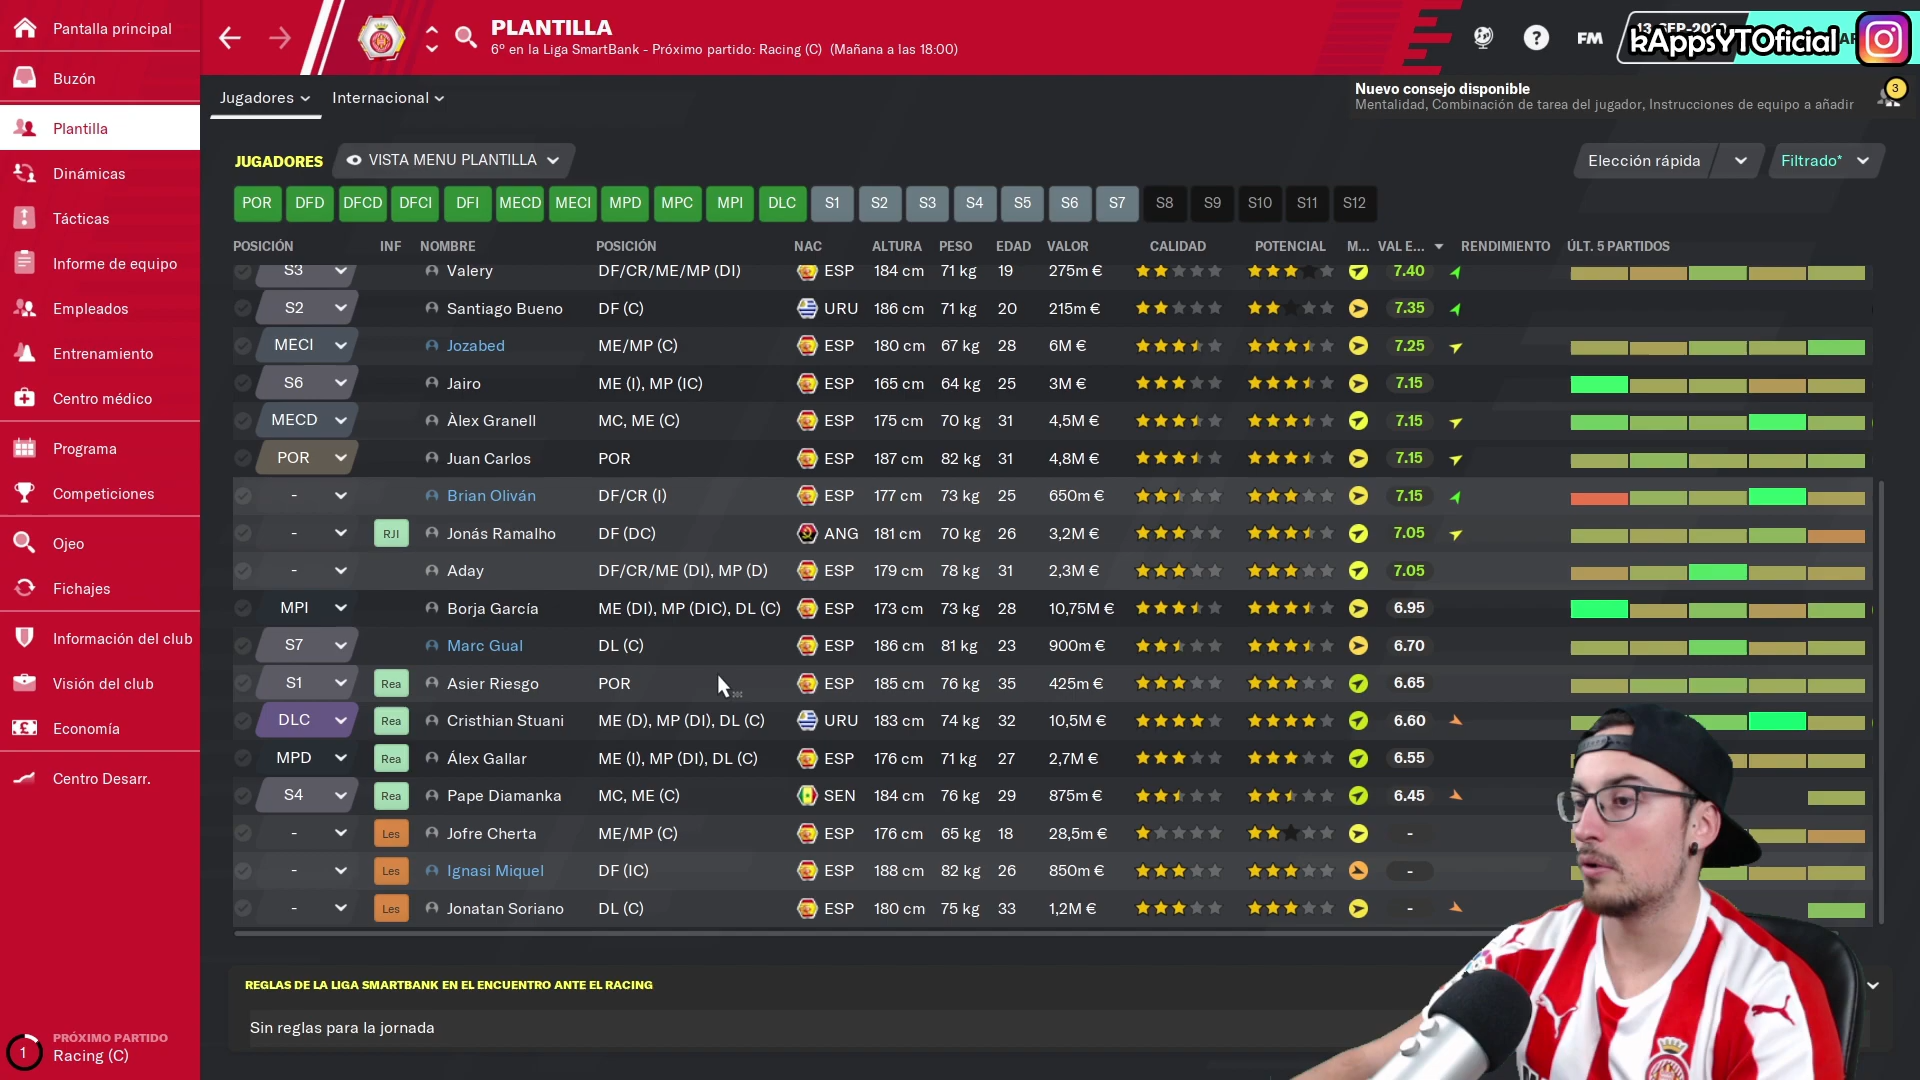 Pantalla principal
Buzón
Plantilla
Dinámicas
Tácticas
Informe de equipo
Empleados
Entrenamiento
Centro médico
Programa
Competiciones
Ojeo
Fichajes
Información del club
Visión del club
Economía
Centro Desarr.
1 PRÓXIMO PARTIDO
Racing (C)
PLANTILLA
6º en la Liga SmartBank - Próximo partido: Racing (C) (Mañana a las 18:00)
FM
kAppsYTOficial
Jugadores Internacional
Nuevo consejo disponible
Mentalidad, Combinación de tarea del jugador, Instrucciones de equipo a añadir
3
JUGADORES VISTA MENU PLANTILLA Elección rápida Filtrado*
POR DFD DFCD DFCI DFI MECD MECI MPD MPC MPI DLC S1 S2 S3 S4 S5 S6 S7 S8 S9 S10 S11 S12
POSICIÓN INF NOMBRE POSICIÓN NAC ALTURA PESO EDAD VALOR CALIDAD POTENCIAL M... VAL E... RENDIMIENTO ÚLT. 5 PARTIDOS
S3 Valery DF/CR/ME/MP (DI) ESP 184 cm 71 kg 19 275m € 7.40
S2 Santiago Bueno DF (C) URU 186 cm 71 kg 20 215m € 7.35
MECI Jozabed ME/MP (C) ESP 180 cm 67 kg 28 6M € 7.25
S6 Jairo ME (I), MP (IC) ESP 165 cm 64 kg 25 3M € 7.15
MECD Àlex Granell MC, ME (C) ESP 175 cm 70 kg 31 4,5M € 7.15
POR Juan Carlos POR ESP 187 cm 82 kg 31 4,8M € 7.15
- Brian Oliván DF/CR (I) ESP 177 cm 73 kg 25 650m € 7.15
- RJI Jonás Ramalho DF (DC) ANG 181 cm 70 kg 26 3,2M € 7.05
- Aday DF/CR/ME (DI), MP (D) ESP 179 cm 78 kg 31 2,3M € 7.05
MPI Borja García ME (DI), MP (DIC), DL (C) ESP 173 cm 73 kg 28 10,75M € 6.95
S7 Marc Gual DL (C) ESP 186 cm 81 kg 23 900m € 6.70
S1 Rea Asier Riesgo POR ESP 185 cm 76 kg 35 425m € 6.65
DLC Rea Cristhian Stuani ME (D), MP (DI), DL (C) URU 183 cm 74 kg 32 10,5M € 6.60
MPD Rea Álex Gallar ME (I), MP (DI), DL (C) ESP 176 cm 71 kg 27 2,7M € 6.55
S4 Rea Pape Diamanka MC, ME (C) SEN 184 cm 76 kg 29 875m € 6.45
- Les Jofre Cherta ME/MP (C) ESP 176 cm 65 kg 18 28,5m € -
- Les Ignasi Miquel DF (IC) ESP 188 cm 82 kg 26 850m € -
- Les Jonatan Soriano DL (C) ESP 180 cm 75 kg 33 1,2M € -
REGLAS DE LA LIGA SMARTBANK EN EL ENCUENTRO ANTE EL RACING
Sin reglas para la jornada